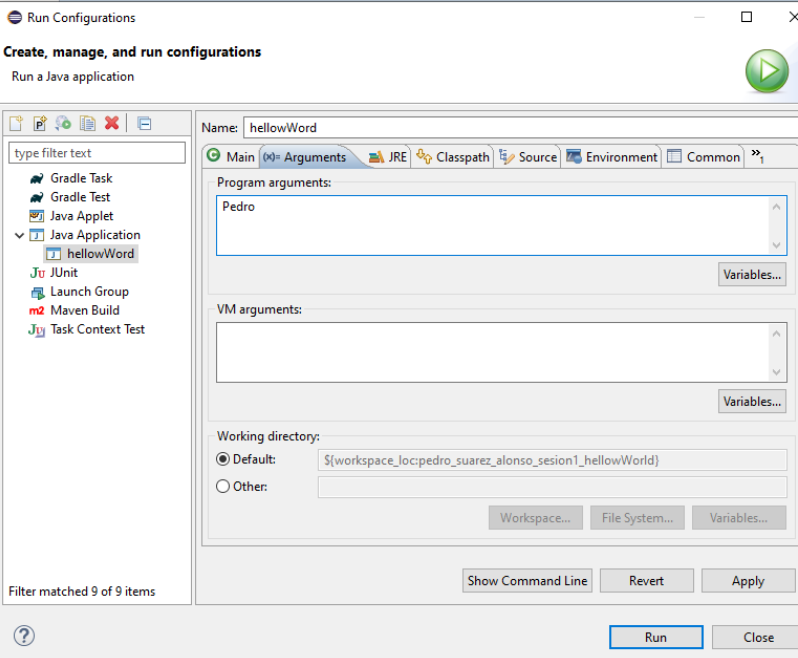 Run Configurations
Create, manage, and run configurations
Run a Java application
type filter text
Gradle Task
Gradle Test
Java Applet
Java Application
hellowWord
Ju JUnit
Launch Group
m2 Maven Build
Task Context Test
Filter matched 9 of 9 items
Name: hellowWord
Main (x)= Arguments JRE Classpath Source Environment Common »1
Program arguments:
Pedro
Variables...
VM arguments:
Variables...
Working directory:
Default: ${workspace_loc:pedro_suarez_alonso_sesion1_hellowWorld}
Other:
Workspace... File System... Variables...
Show Command Line Revert Apply
Run Close